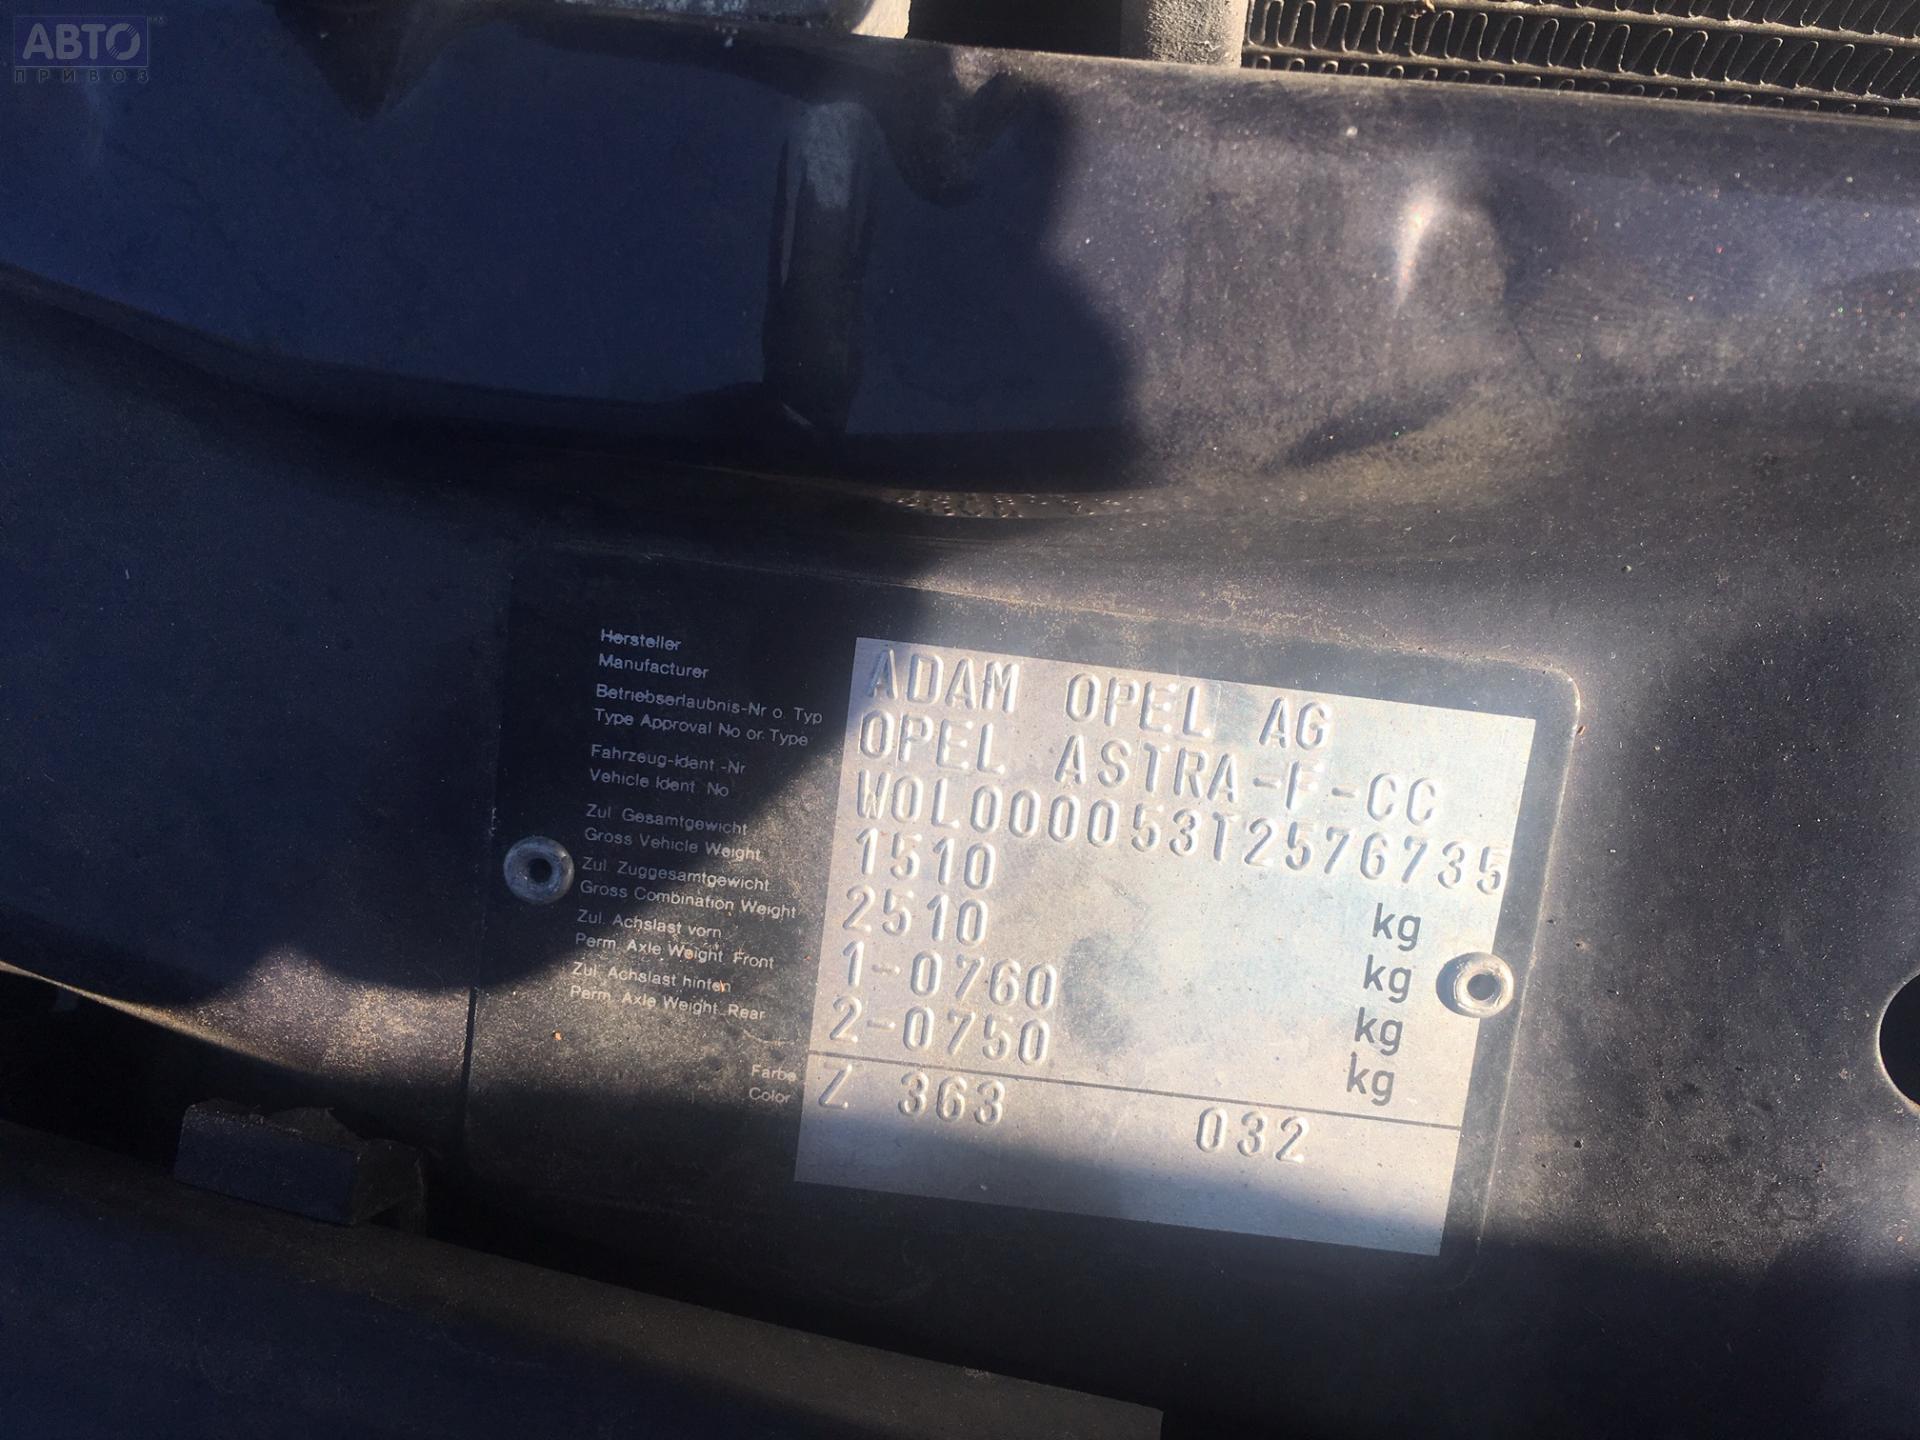 АВТО
ПРИВОЗ
Hersteller
Manufacturer
ADAM OPEL AG
Betriebserlaubnis-Nr o. Typ
Type Approval No or Type
OPEL ASTRA-F-CC
Fahrzeug-Ident.-Nr
Vehicle Ident. No
W0L000053T2576735
Zul. Gesamtgewicht
Gross Vehicle Weight
1510 kg
Zul. Zuggesamtgewicht
Gross Combination Weight
2510 kg
Zul. Achslast vorn
Perm. Axle Weight Front
1-0760 kg
Zul. Achslast hinten
Perm. Axle Weight Rear
2-0750 kg
Farbe
Color
Z 363 032